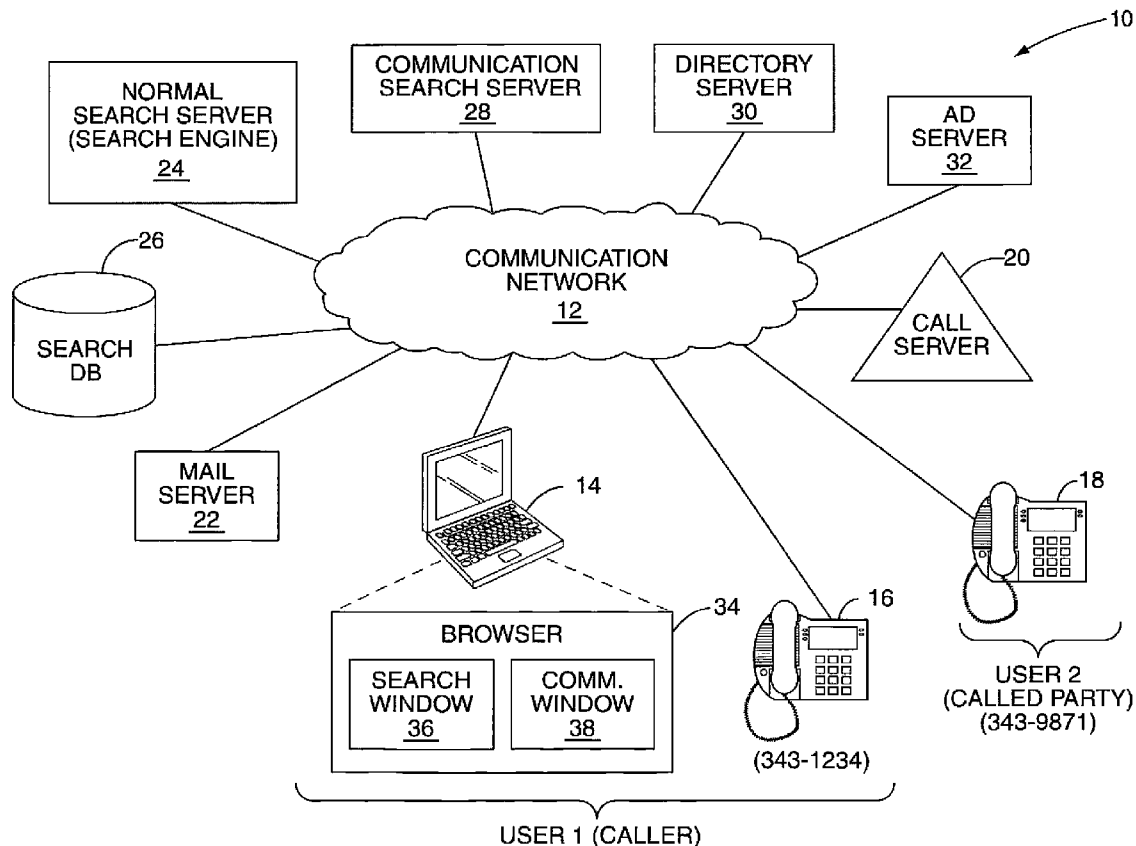 10
NORMAL
SEARCH SERVER
(SEARCH ENGINE)
24
COMMUNICATION
SEARCH SERVER
28
DIRECTORY
SERVER
30
AD
SERVER
32
26
SEARCH
DB
COMMUNICATION
NETWORK
12
20
CALL
SERVER
MAIL
SERVER
22
14
18
34
16
BROWSER
SEARCH
WINDOW
36
COMM.
WINDOW
38
(343-1234)
USER 2
(CALLED PARTY)
(343-9871)
USER 1 (CALLER)